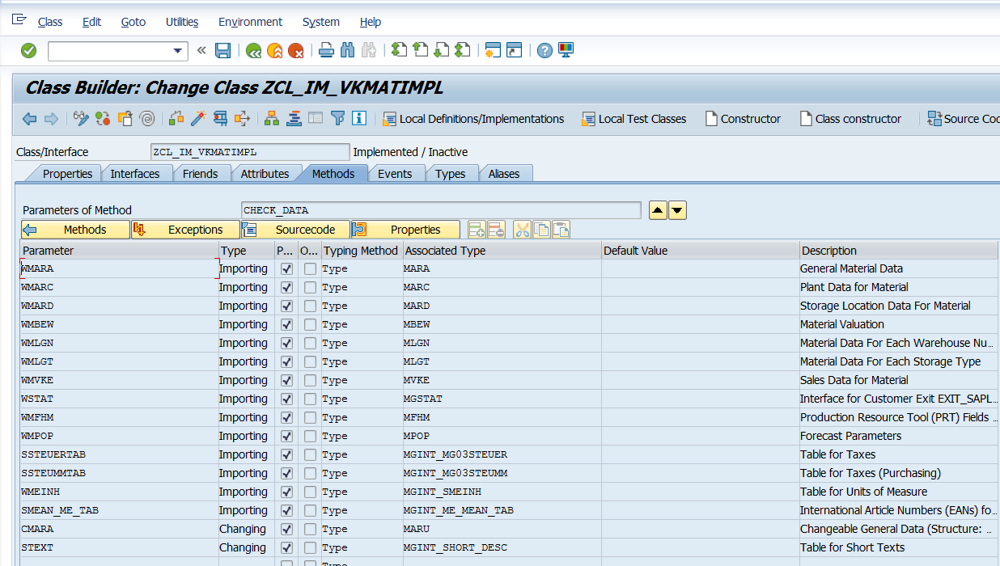 Class Edit Goto Utilities Environment System Help
Class Builder: Change Class ZCL_IM_VKMATIMPL
Local Definitions/Implementations Local Test Classes Constructor Class constructor Source Coo
Class/Interface ZCL_IM_VKMATIMPL Implemented / Inactive
Properties Interfaces Friends Attributes Methods Events Types Aliases
Parameters of Method CHECK_DATA
Methods Exceptions Sourcecode Properties
Parameter Type P... O... Typing Method Associated Type Default Value Description
WMARA Importing Type MARA General Material Data
WMARC Importing Type MARC Plant Data for Material
WMARD Importing Type MARD Storage Location Data For Material
WMBEW Importing Type MBEW Material Valuation
WMLGN Importing Type MLGN Material Data For Each Warehouse Nu...
WMLGT Importing Type MLGT Material Data For Each Storage Type
WMVKE Importing Type MVKE Sales Data for Material
WSTAT Importing Type MGSTAT Interface for Customer Exit EXIT_SAPL...
WMFHM Importing Type MFHM Production Resource Tool (PRT) Fields ...
WMPOP Importing Type MPOP Forecast Parameters
SSTEUERTAB Importing Type MGINT_MG03STEUER Table for Taxes
SSTEUMMTAB Importing Type MGINT_MG03STEUMM Table for Taxes (Purchasing)
WMEINH Importing Type MGINT_SMEINH Table for Units of Measure
SMEAN_ME_TAB Importing Type MGINT_ME_MEAN_TAB International Article Numbers (EANs) fo...
CMARA Changing Type MARU Changeable General Data (Structure: ...
STEXT Changing Type MGINT_SHORT_DESC Table for Short Texts